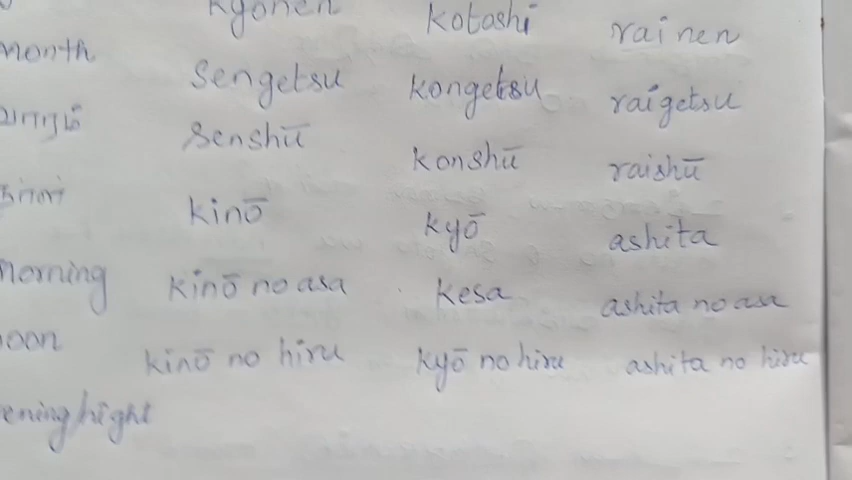 kyonen kotoshi rainen
month sengetsu kongetsu raigetsu
வாரம் senshū konshū raishū
kinō kyō ashita
Morning kinō no asa kesa ashita no asa
oon kinō no hiru kyō no hiru ashita no hiru
ening/night